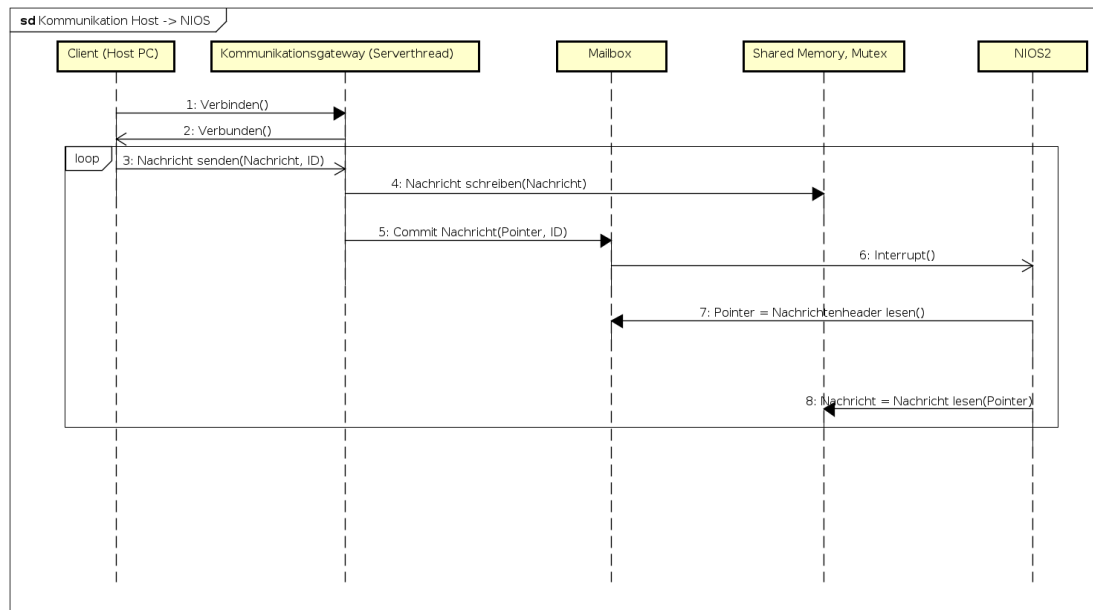 sd Kommunikation Host -> NIOS
Client (Host PC)
Kommunikationsgateway (Serverthread)
Mailbox
Shared Memory, Mutex
NIOS2
1: Verbinden()
2: Verbunden()
loop
3: Nachricht senden(Nachricht, ID)
4: Nachricht schreiben(Nachricht)
5: Commit Nachricht(Pointer, ID)
6: Interrupt()
7: Pointer = Nachrichtenheader lesen()
8: Nachricht = Nachricht lesen(Pointer)